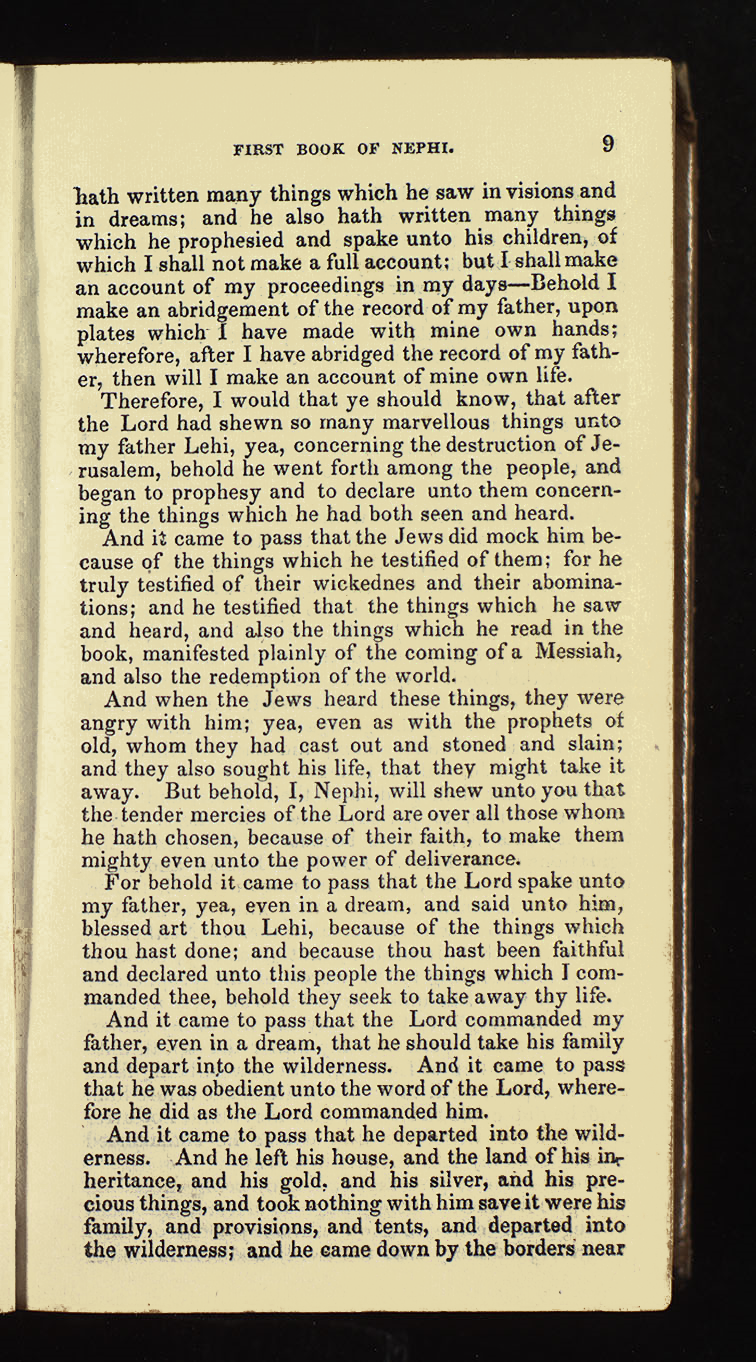 FIRST BOOK OF NEPHI. 9
hath written many things which he saw in visions and
in dreams; and he also hath written many things
which he prophesied and spake unto his children, of
which I shall not make a full account; but I shall make
an account of my proceedings in my days—Behold I
make an abridgement of the record of my father, upon
plates which I have made with mine own hands;
wherefore, after I have abridged the record of my fath-
er, then will I make an account of mine own life.
Therefore, I would that ye should know, that after
the Lord had shewn so many marvellous things unto
my father Lehi, yea, concerning the destruction of Je-
rusalem, behold he went forth among the people, and
began to prophesy and to declare unto them concern-
ing the things which he had both seen and heard.
And it came to pass that the Jews did mock him be-
cause of the things which he testified of them; for he
truly testified of their wickednes and their abomina-
tions; and he testified that the things which he saw
and heard, and also the things which he read in the
book, manifested plainly of the coming of a Messiah,
and also the redemption of the world.
And when the Jews heard these things, they were
angry with him; yea, even as with the prophets of
old, whom they had cast out and stoned and slain;
and they also sought his life, that they might take it
away. But behold, I, Nephi, will shew unto you that
the tender mercies of the Lord are over all those whom
he hath chosen, because of their faith, to make them
mighty even unto the power of deliverance.
For behold it came to pass that the Lord spake unto
my father, yea, even in a dream, and said unto him,
blessed art thou Lehi, because of the things which
thou hast done; and because thou hast been faithful
and declared unto this people the things which I com-
manded thee, behold they seek to take away thy life.
And it came to pass that the Lord commanded my
father, even in a dream, that he should take his family
and depart into the wilderness. And it came to pass
that he was obedient unto the word of the Lord, where-
fore he did as the Lord commanded him.
And it came to pass that he departed into the wild-
erness. And he left his house, and the land of his in-
heritance, and his gold, and his silver, and his pre-
cious things, and took nothing with him save it were his
family, and provisions, and tents, and departed into
the wilderness; and he came down by the borders near